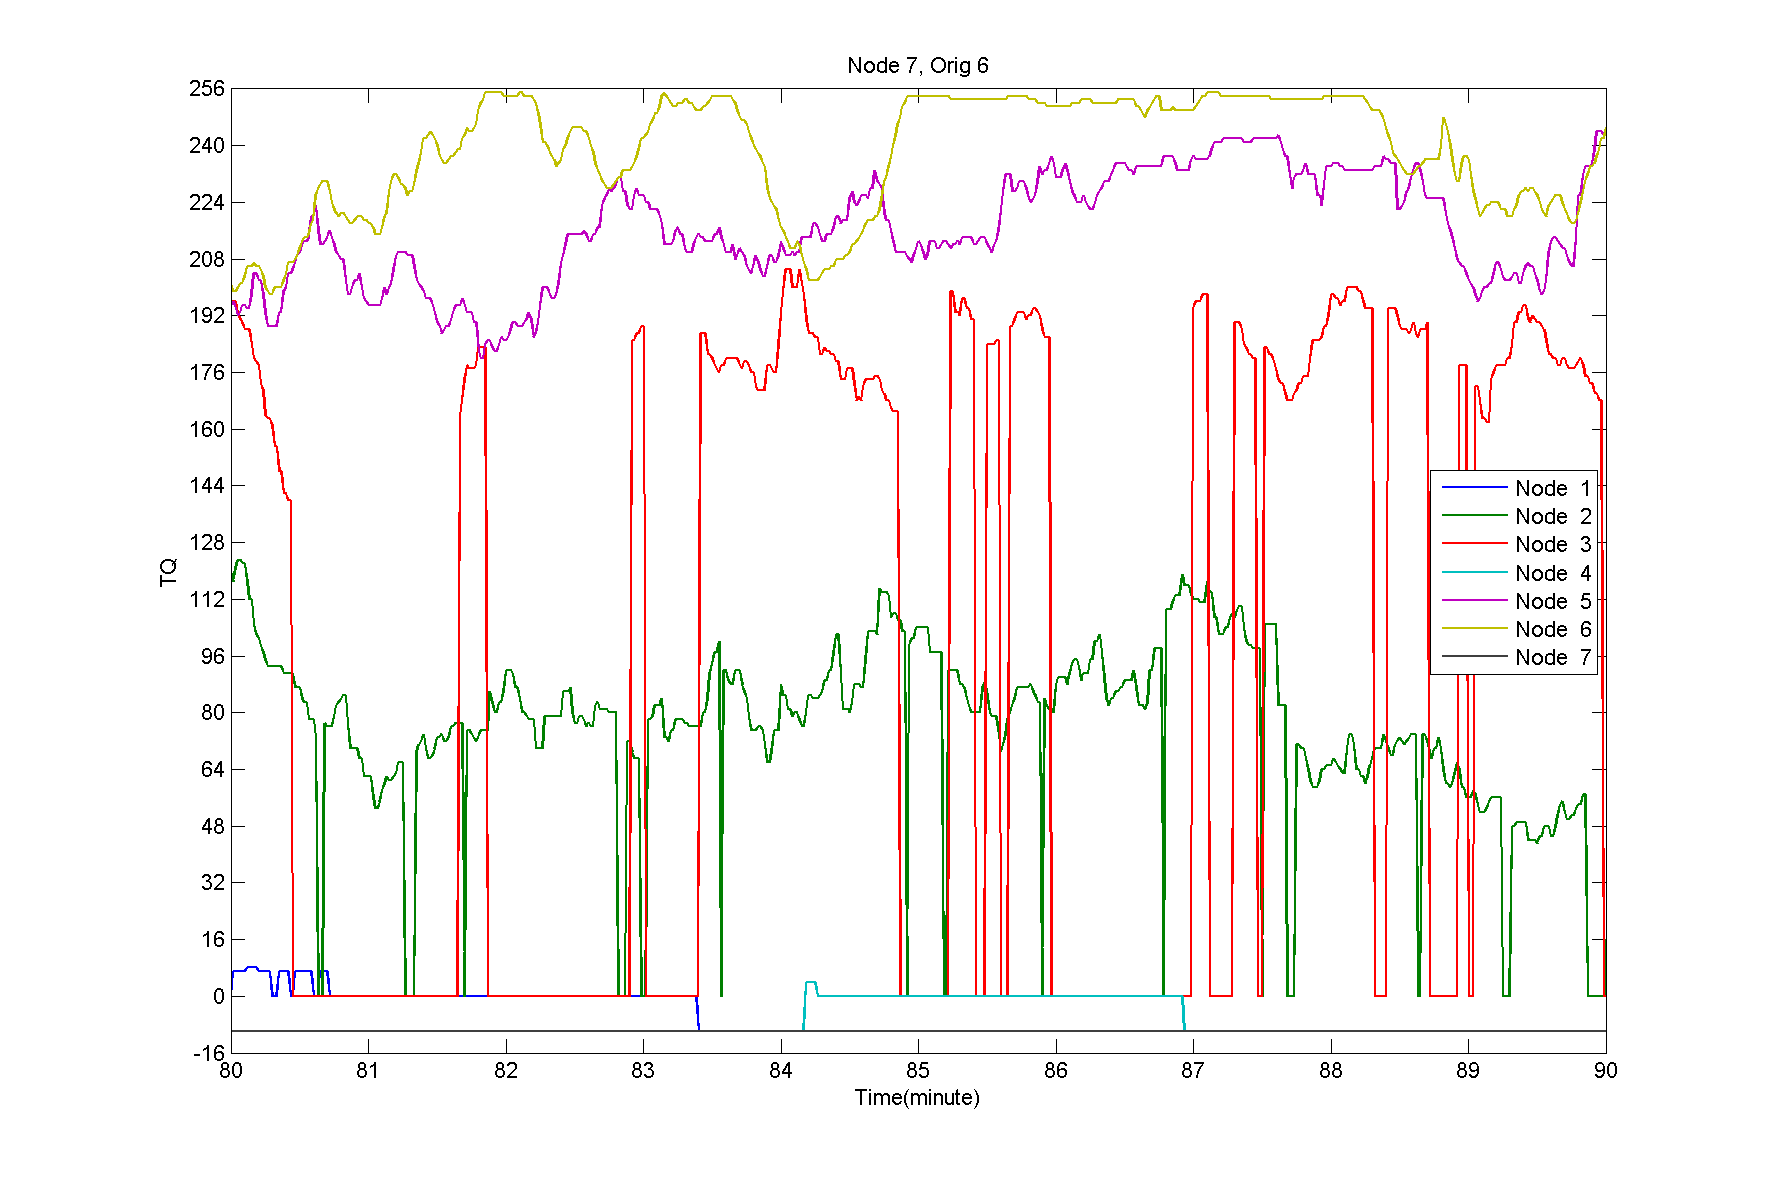 Node 7, Orig 6
256
240
224
208
192
176
160
144
128
112
96
80
64
48
32
16
0
-16
TQ
Node 1
Node 2
Node 3
Node 4
Node 5
Node 6
Node 7
80 81 82 83 84 85 86 87 88 89 90
Time(minute)